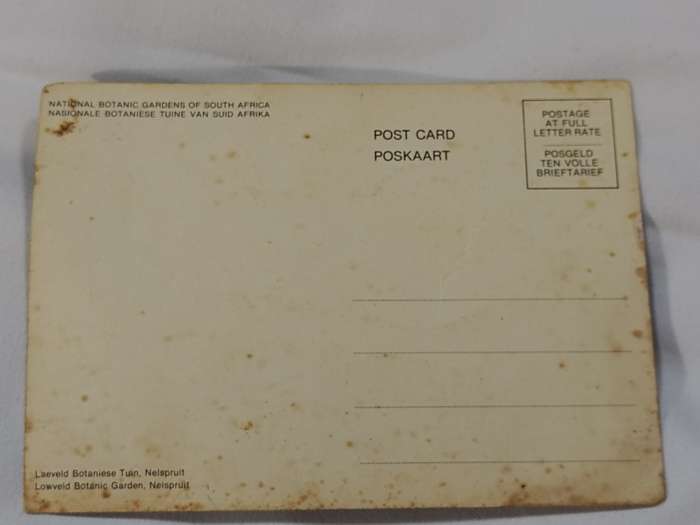 NATIONAL BOTANIC GARDENS OF SOUTH AFRICA
NASIONALE BOTANIESE TUINE VAN SUID AFRIKA
POST CARD
POSKAART
POSTAGE
AT FULL
LETTER RATE
POSGELD
TEN VOLLE
BRIEFTARIEF
Laeveld Botaniese Tuin, Nelspruit
Lowveld Botanic Garden, Nelspruit